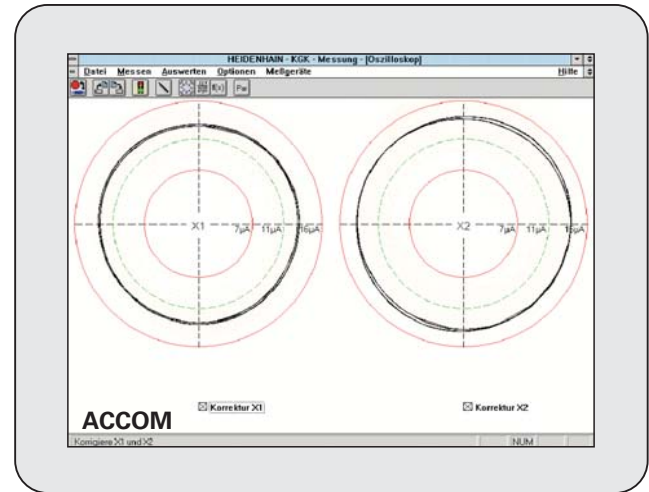 HEIDENHAIN - KGK - Messung - [Oszilloskop]
Datei Messen Auswerten Optionen Meßgeräte Hilfe
f(x) Par
X1 7µA 11µA 16µA X2 7µA 11µA 16µA
Korrektur X1 Korrektur X2
ACCOM
Korrigiere X1 und X2 NUM